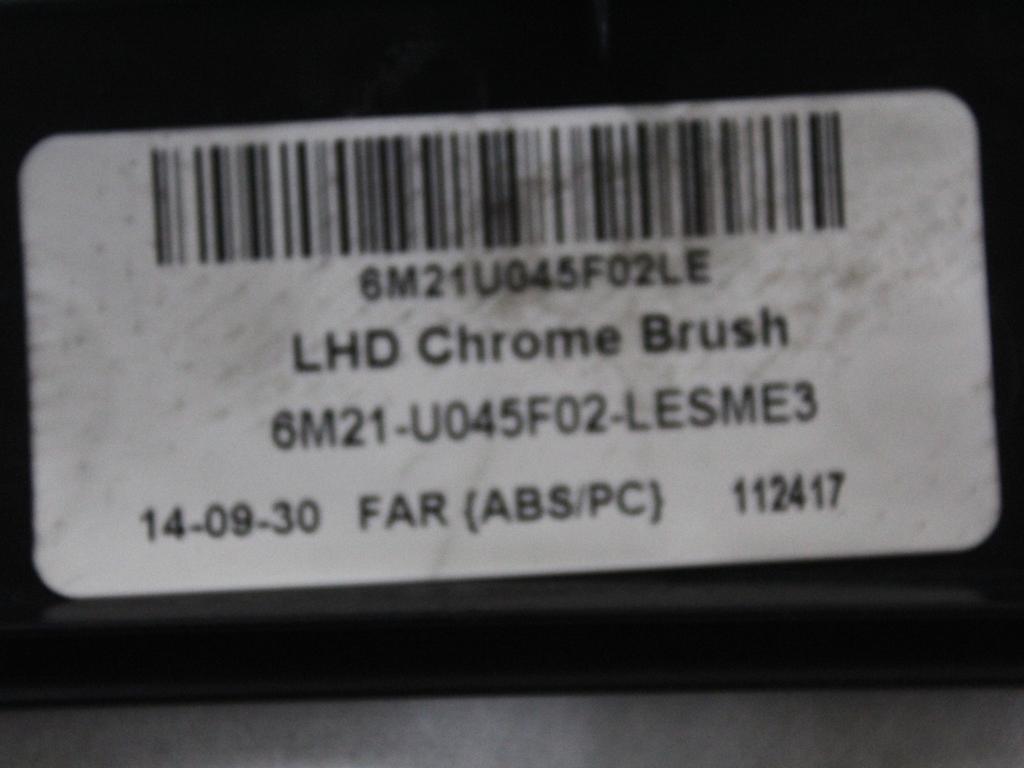 6M21U045F02LE
LHD Chrome Brush
6M21-U045F02-LESME3
14-09-30 FAR {ABS/PC} 112417